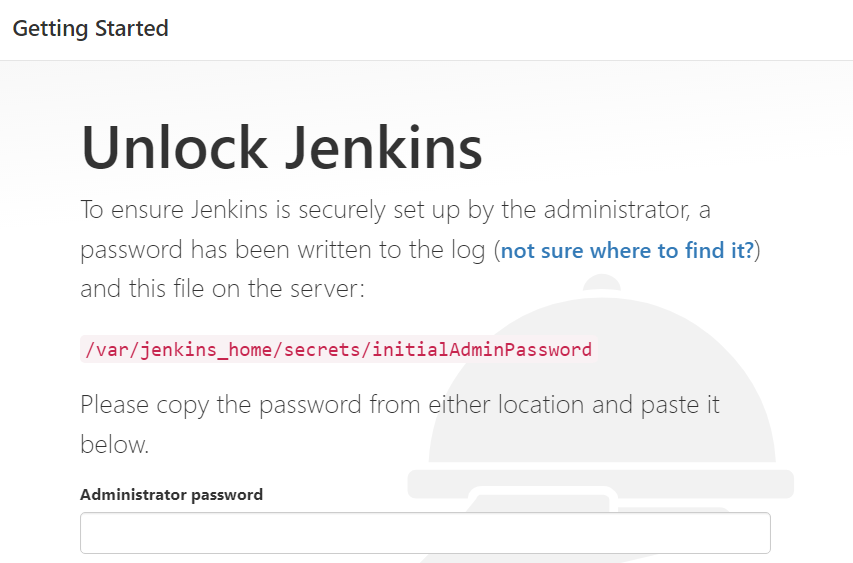 Getting Started
Unlock Jenkins
To ensure Jenkins is securely set up by the administrator, a
password has been written to the log (not sure where to find it?)
and this file on the server:
/var/jenkins_home/secrets/initialAdminPassword
Please copy the password from either location and paste it
below.
Administrator password